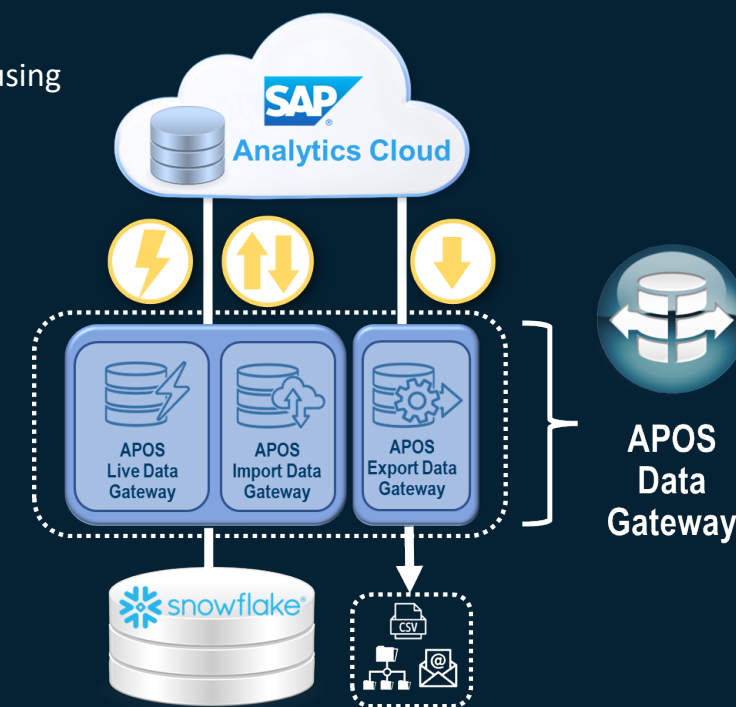 using
SAP®
Analytics Cloud
APOS
Live Data
Gateway
APOS
Import Data
Gateway
APOS
Export Data
Gateway
APOS
Data
Gateway
snowflake®
CSV
@